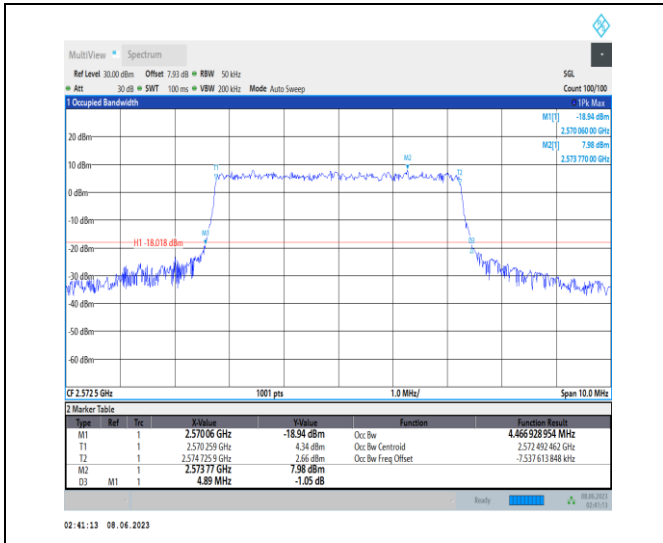 MultiView Spectrum
Ref Level 30.00 dBm Offset 7.93 dB RBW 50 kHz SGL
Att 30 dB SWT 100 ms VBW 200 kHz Mode Auto Sweep Count 100/100
1 Occupied Bandwidth 1Pk Max
M1[1] -18.94 dBm
2.570 060 00 GHz
M2[1] 7.98 dBm
2.573 770 00 GHz
20 dBm
10 dBm
0 dBm
-10 dBm
-20 dBm
-30 dBm
-40 dBm
-50 dBm
-60 dBm
T1
M2
T2
M1
D3
H1 -18.018 dBm
CF 2.572 5 GHz 1001 pts 1.0 MHz/ Span 10.0 MHz
2 Marker Table
Type Ref Trc X-Value Y-Value Function Function Result
M1 1 2.570 06 GHz -18.94 dBm Occ Bw 4.466 928 954 MHz
T1 1 2.570 259 GHz 4.34 dBm Occ Bw Centroid 2.572 492 462 GHz
T2 1 2.574 725 9 GHz 2.66 dBm Occ Bw Freq Offset -7.537 613 848 kHz
M2 1 2.573 77 GHz 7.98 dBm
D3 M1 1 4.89 MHz -1.05 dB
Ready 08.06.2023
02:41:13
02:41:13 08.06.2023